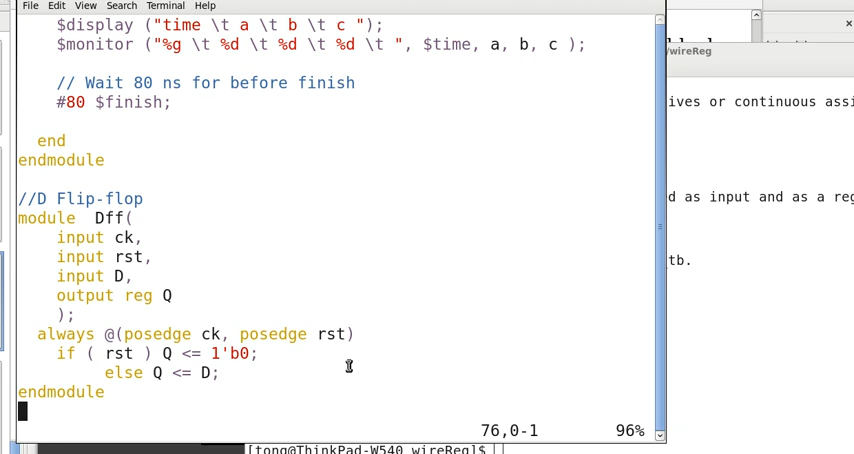 File Edit View Search Terminal Help
$display ("time \t a \t b \t c ");
$monitor ("%g \t %d \t %d \t %d \t ", $time, a, b, c );
// Wait 80 ns for before finish
#80 $finish;
end
endmodule
//D Flip-flop
module Dff(
input ck,
input rst,
input D,
output reg Q
);
always @(posedge ck, posedge rst)
if ( rst ) Q <= 1'b0;
else Q <= D;
endmodule
76,0-1 96%
/wireReg
ives or continuous assi
d as input and as a reg
tb.
[tong@ThinkPad-W540 wireReg]$